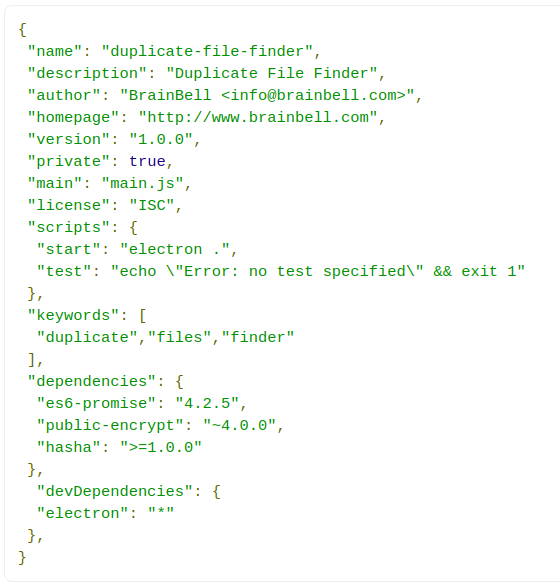 {
 "name": "duplicate-file-finder",
 "description": "Duplicate File Finder",
 "author": "BrainBell <info@brainbell.com>",
 "homepage": "http://www.brainbell.com",
 "version": "1.0.0",
 "private": true,
 "main": "main.js",
 "license": "ISC",
 "scripts": {
  "start": "electron .",
  "test": "echo \"Error: no test specified\" && exit 1"
 },
 "keywords": [
  "duplicate","files","finder"
 ],
 "dependencies": {
  "es6-promise": "4.2.5",
  "public-encrypt": "~4.0.0",
  "hasha": ">=1.0.0"
 },
  "devDependencies": {
  "electron": "*"
 },
}